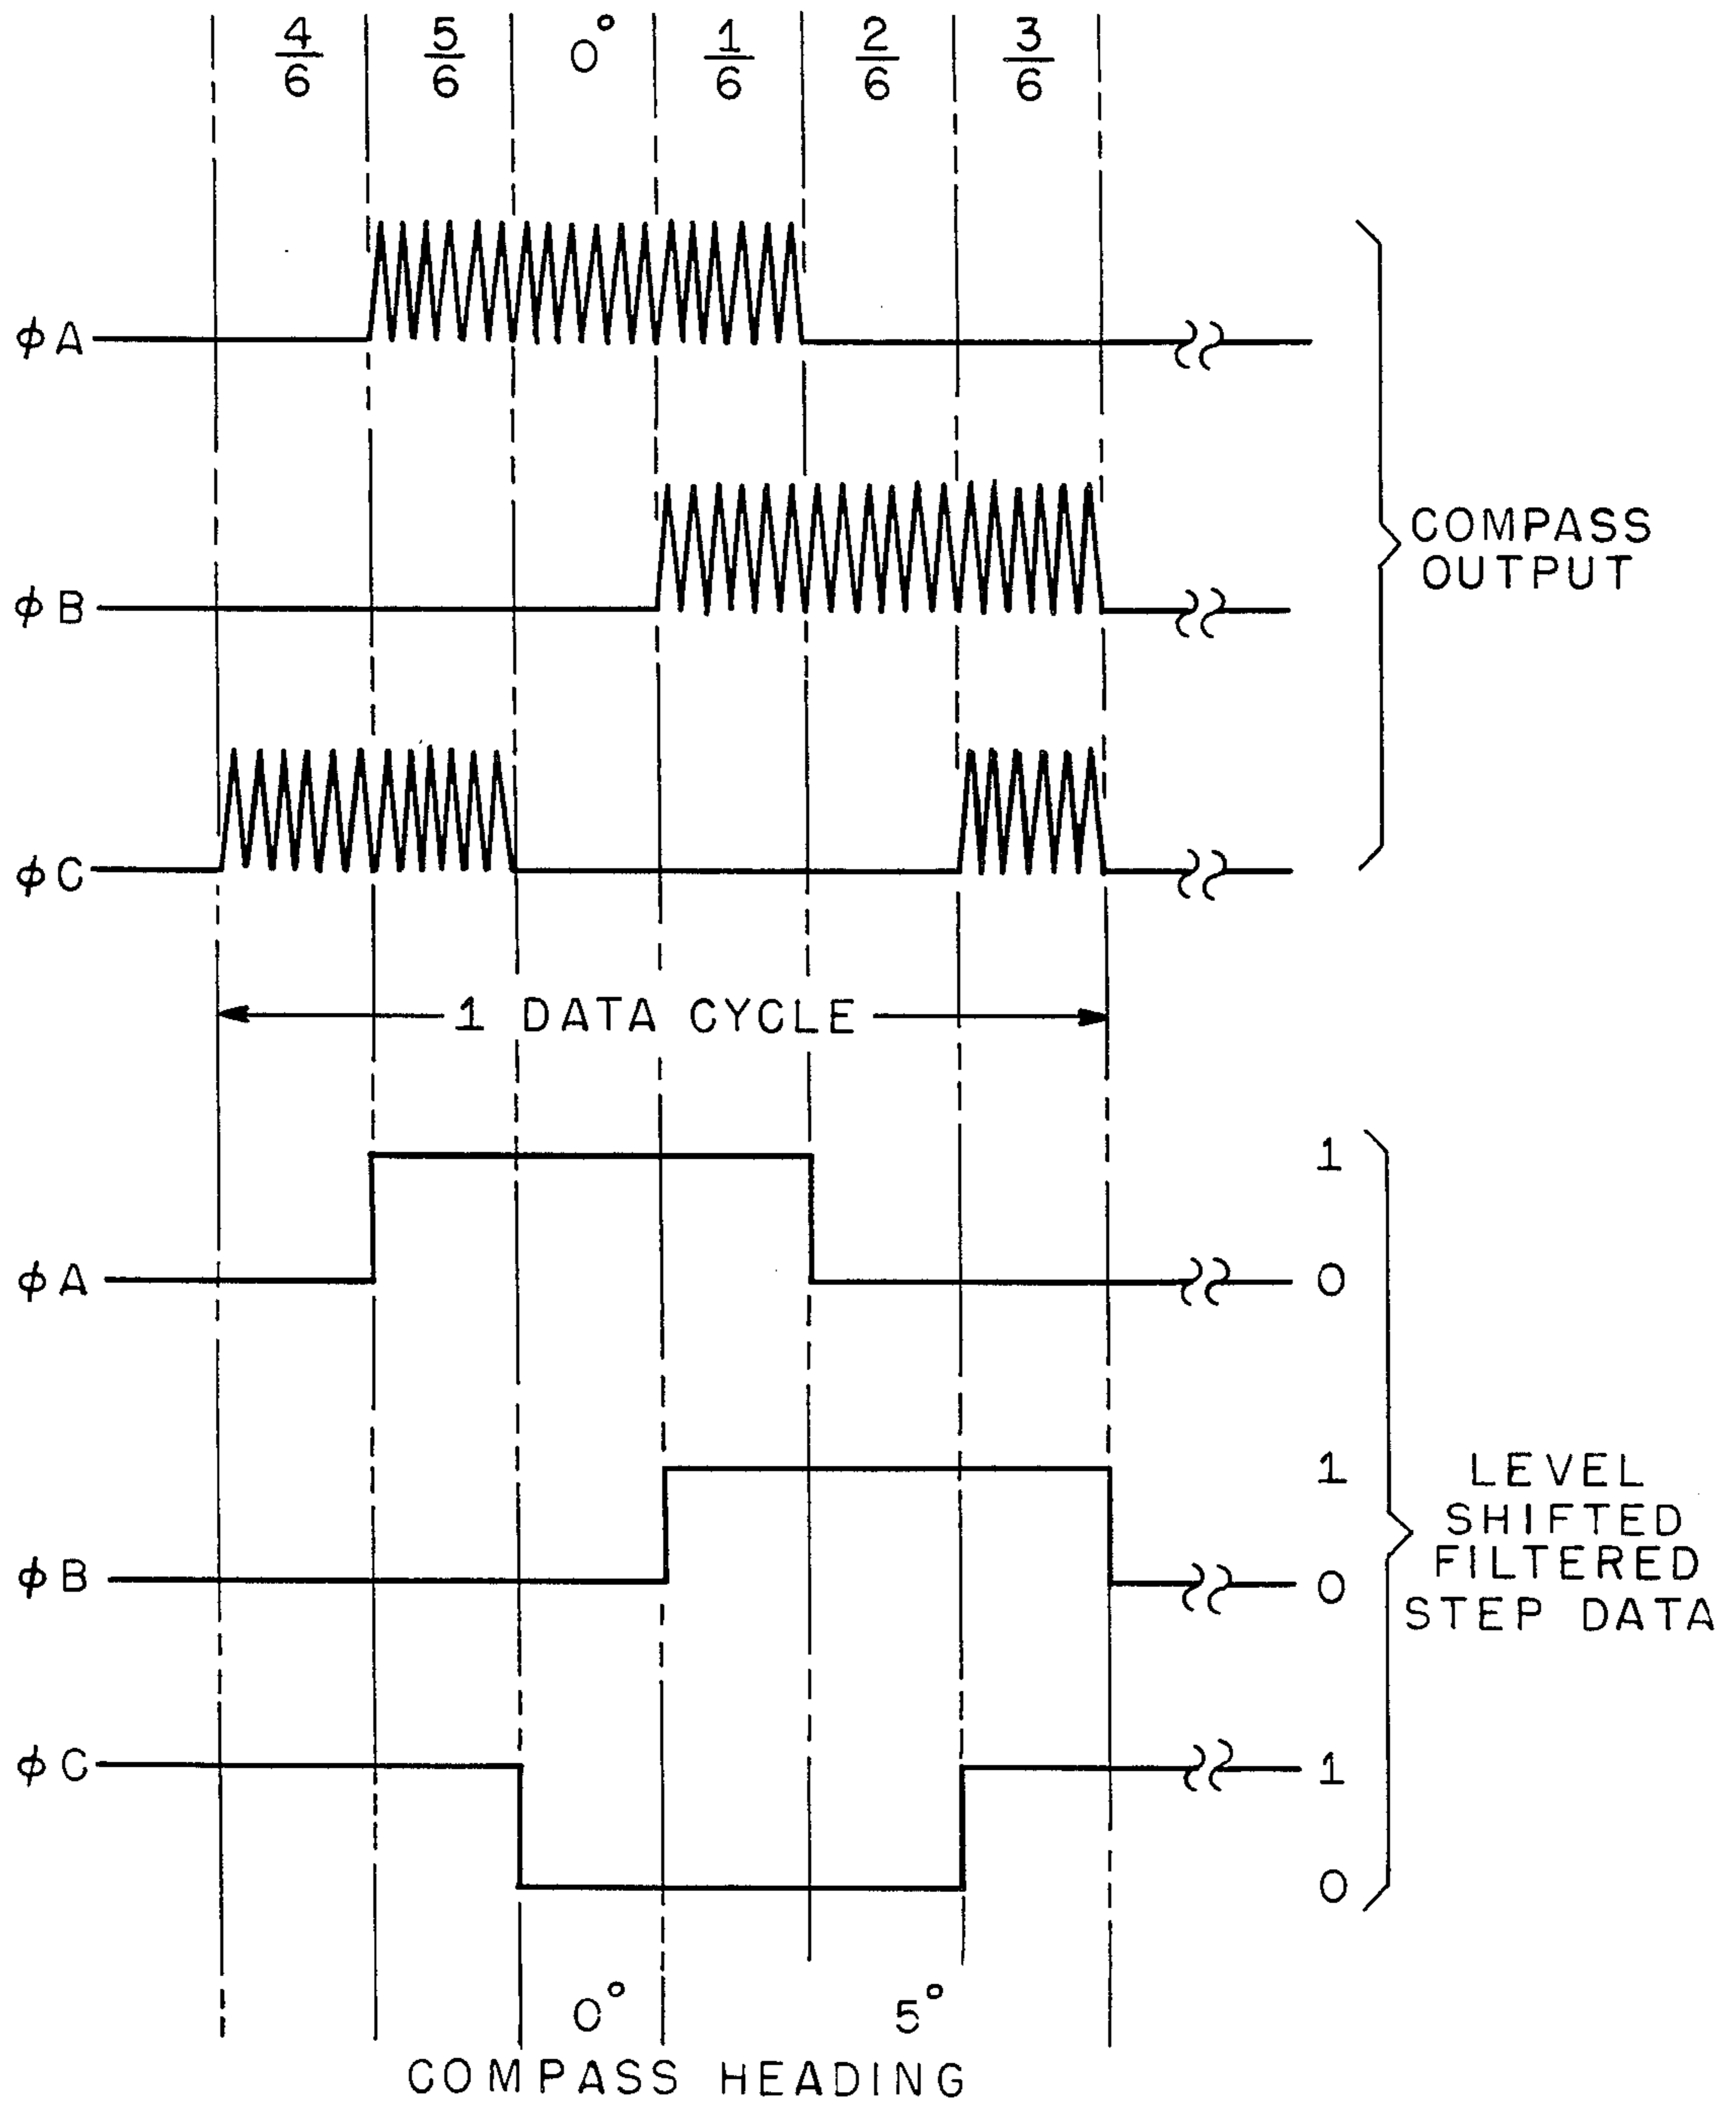 4/6 5/6 0° 1/6 2/6 3/6
φA
COMPASS
OUTPUT
φB
φC
1 DATA CYCLE
1
φA
0
1
LEVEL
SHIFTED
FILTERED
STEP DATA
φB
0
φC
1
0
0° 5°
COMPASS HEADING